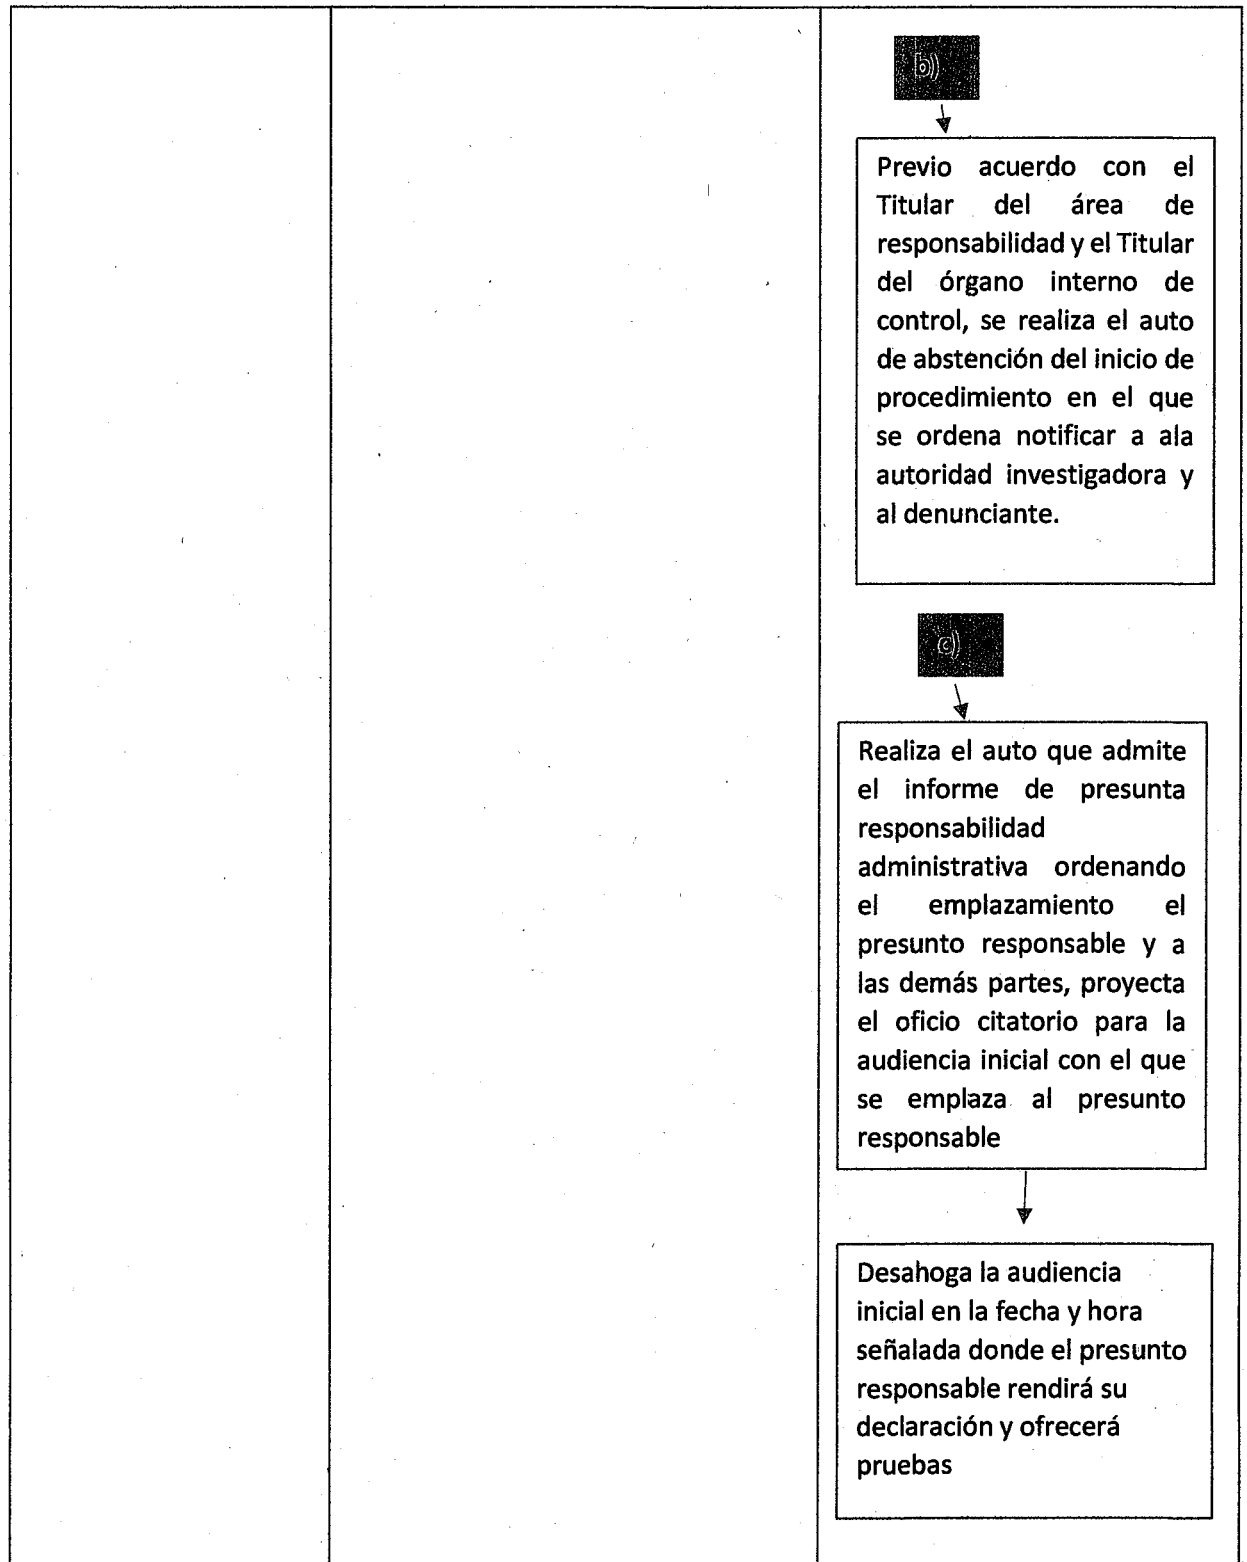 b)
Previo acuerdo con el
Titular del área de
responsabilidad y el Titular
del órgano interno de
control, se realiza el auto
de abstención del inicio de
procedimiento en el que
se ordena notificar a ala
autoridad investigadora y
al denunciante.
c)
Realiza el auto que admite
el informe de presunta
responsabilidad
administrativa ordenando
el emplazamiento el
presunto responsable y a
las demás partes, proyecta
el oficio citatorio para la
audiencia inicial con el que
se emplaza al presunto
responsable
Desahoga la audiencia
inicial en la fecha y hora
señalada donde el presunto
responsable rendirá su
declaración y ofrecerá
pruebas